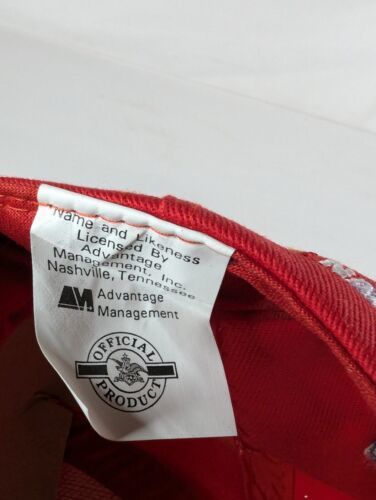 Name and Likeness
Licensed By
Advantage
Management, Inc.
Nashville, Tennessee
AM Advantage
Management
OFFICIAL
PRODUCT